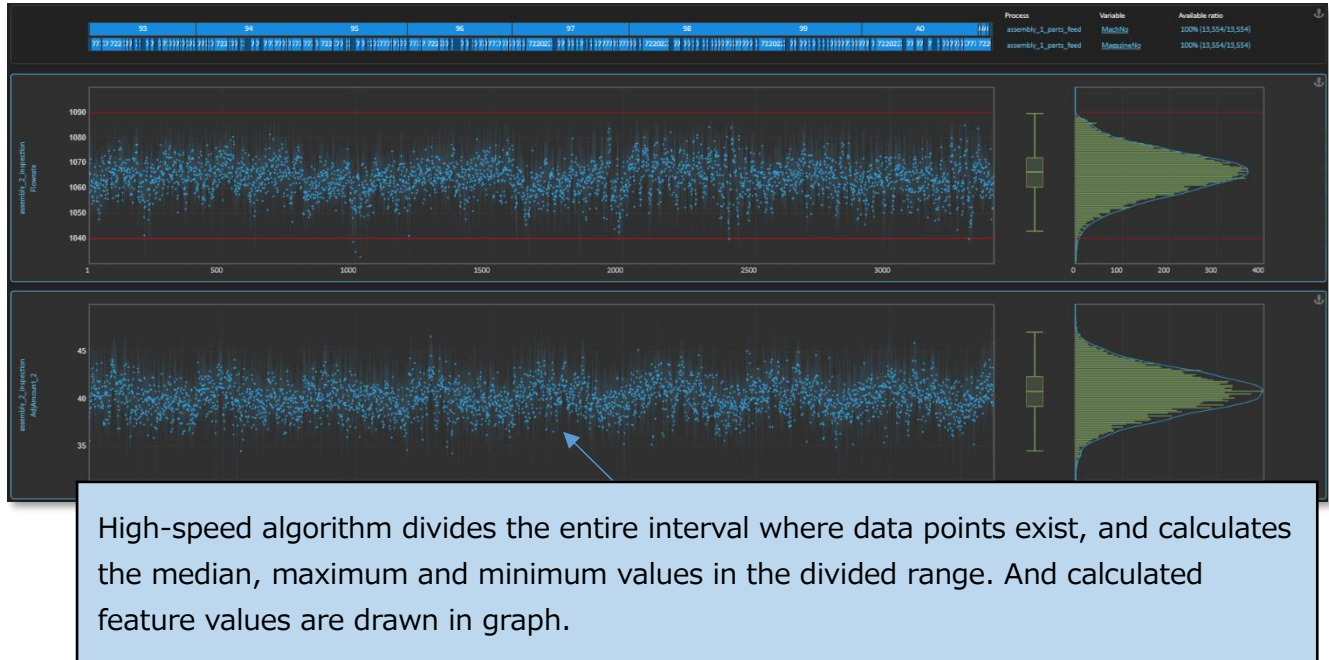 Process Variable Available ratio
93 94 95 96 97 98 99 A0
assembly_1_parts_feed MachNo 100% (13,554/13,554)
assembly_1_parts_feed MagazineNo 100% (13,554/13,554)
assembly_2_Inspection
Flowrate
1090
1080
1070
1060
1050
1040
1 500 1000 1500 2000 2500 3000
0 100 200 300 400
assembly_2_Inspection
AdjAmount_2
45
40
35
High-speed algorithm divides the entire interval where data points exist, and calculates
the median, maximum and minimum values in the divided range. And calculated
feature values are drawn in graph.